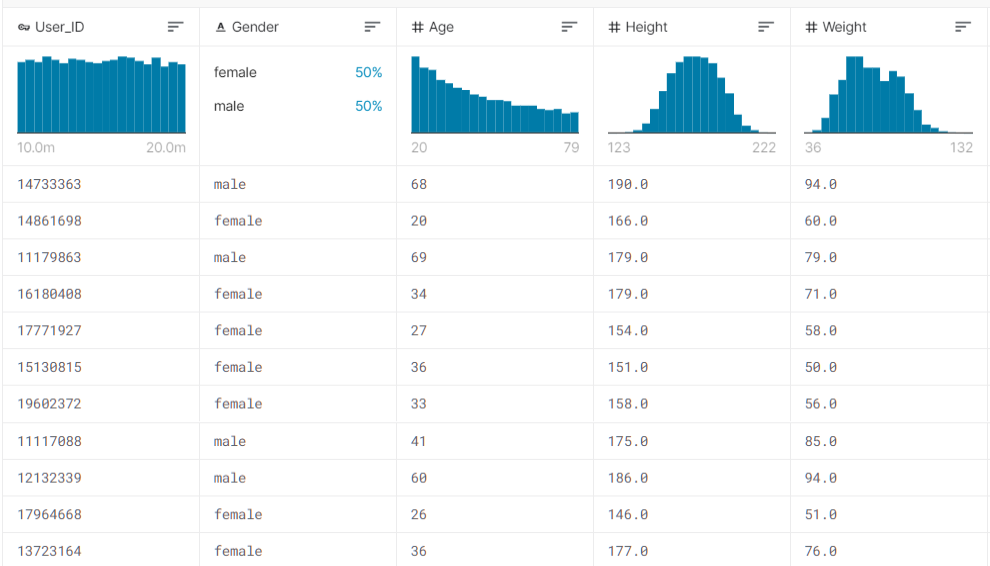 User_ID Gender # Age # Height # Weight
female 50%
male 50%
10.0m 20.0m 20 79 123 222 36 132
14733363 male 68 190.0 94.0
14861698 female 20 166.0 60.0
11179863 male 69 179.0 79.0
16180408 female 34 179.0 71.0
17771927 female 27 154.0 58.0
15130815 female 36 151.0 50.0
19602372 female 33 158.0 56.0
11117088 male 41 175.0 85.0
12132339 male 60 186.0 94.0
17964668 female 26 146.0 51.0
13723164 female 36 177.0 76.0